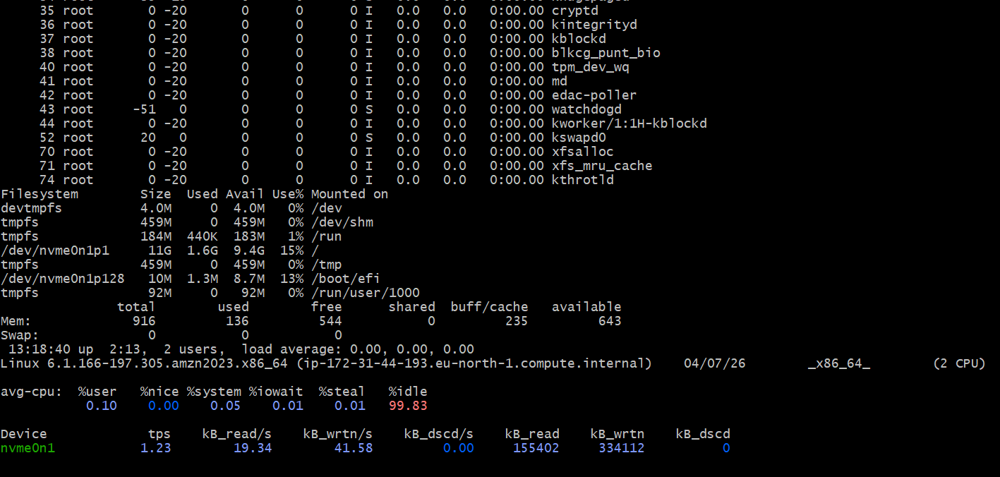 35 root 0 -20 0 0 0 I 0.0 0.0 0:00.00 cryptd
36 root 0 -20 0 0 0 I 0.0 0.0 0:00.00 kintegrityd
37 root 0 -20 0 0 0 I 0.0 0.0 0:00.00 kblockd
38 root 0 -20 0 0 0 I 0.0 0.0 0:00.00 blkcg_punt_bio
40 root 0 -20 0 0 0 I 0.0 0.0 0:00.00 tpm_dev_wq
41 root 0 -20 0 0 0 I 0.0 0.0 0:00.00 md
42 root 0 -20 0 0 0 I 0.0 0.0 0:00.00 edac-poller
43 root -51 0 0 0 0 S 0.0 0.0 0:00.00 watchdogd
44 root 0 -20 0 0 0 I 0.0 0.0 0:00.00 kworker/1:1H-kblockd
52 root 20 0 0 0 0 S 0.0 0.0 0:00.00 kswapd0
70 root 0 -20 0 0 0 I 0.0 0.0 0:00.00 xfsalloc
71 root 0 -20 0 0 0 I 0.0 0.0 0:00.00 xfs_mru_cache
74 root 0 -20 0 0 0 I 0.0 0.0 0:00.00 kthrotld
Filesystem Size Used Avail Use% Mounted on
devtmpfs 4.0M 0 4.0M 0% /dev
tmpfs 459M 0 459M 0% /dev/shm
tmpfs 184M 440K 183M 1% /run
/dev/nvme0n1p1 11G 1.6G 9.4G 15% /
tmpfs 459M 0 459M 0% /tmp
/dev/nvme0n1p128 10M 1.3M 8.7M 13% /boot/efi
tmpfs 92M 0 92M 0% /run/user/1000
total used free shared buff/cache available
Mem: 916 136 544 0 235 643
Swap: 0 0 0
13:18:40 up 2:13, 2 users, load average: 0.00, 0.00, 0.00
Linux 6.1.166-197.305.amzn2023.x86_64 (ip-172-31-44-193.eu-north-1.compute.internal) 04/07/26 _x86_64_ (2 CPU)
avg-cpu: %user %nice %system %iowait %steal %idle
0.10 0.00 0.05 0.01 0.01 99.83
Device tps kB_read/s kB_wrtn/s kB_dscd/s kB_read kB_wrtn kB_dscd
nvme0n1 1.23 19.34 41.58 0.00 155402 334112 0